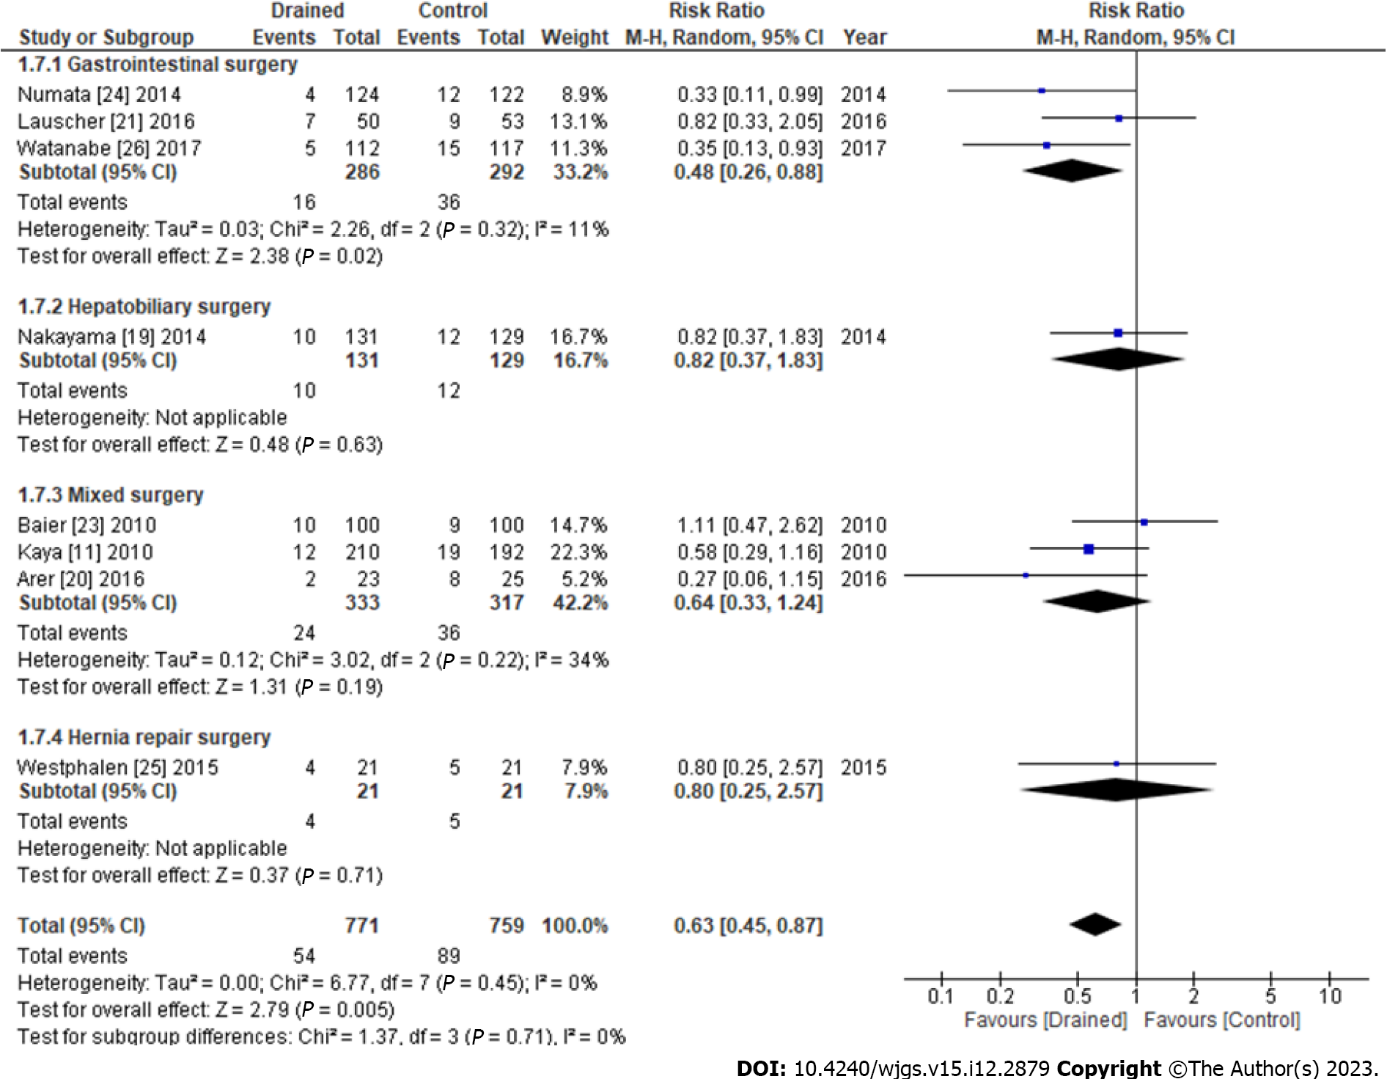 Drained Control Risk Ratio Risk Ratio
Study or Subgroup Events Total Events Total Weight M-H, Random, 95% CI Year M-H, Random, 95% CI
1.7.1 Gastrointestinal surgery
Numata [24] 2014 4 124 12 122 8.9% 0.33 [0.11, 0.99] 2014
Lauscher [21] 2016 7 50 9 53 13.1% 0.82 [0.33, 2.05] 2016
Watanabe [26] 2017 5 112 15 117 11.3% 0.35 [0.13, 0.93] 2017
Subtotal (95% CI) 286 292 33.2% 0.48 [0.26, 0.88]
Total events 16 36
Heterogeneity: Tau² = 0.03; Chi² = 2.26, df = 2 (P = 0.32); I² = 11%
Test for overall effect: Z = 2.38 (P = 0.02)
1.7.2 Hepatobiliary surgery
Nakayama [19] 2014 10 131 12 129 16.7% 0.82 [0.37, 1.83] 2014
Subtotal (95% CI) 131 129 16.7% 0.82 [0.37, 1.83]
Total events 10 12
Heterogeneity: Not applicable
Test for overall effect: Z = 0.48 (P = 0.63)
1.7.3 Mixed surgery
Baier [23] 2010 10 100 9 100 14.7% 1.11 [0.47, 2.62] 2010
Kaya [11] 2010 12 210 19 192 22.3% 0.58 [0.29, 1.16] 2010
Arer [20] 2016 2 23 8 25 5.2% 0.27 [0.06, 1.15] 2016
Subtotal (95% CI) 333 317 42.2% 0.64 [0.33, 1.24]
Total events 24 36
Heterogeneity: Tau² = 0.12; Chi² = 3.02, df = 2 (P = 0.22); I² = 34%
Test for overall effect: Z = 1.31 (P = 0.19)
1.7.4 Hernia repair surgery
Westphalen [25] 2015 4 21 5 21 7.9% 0.80 [0.25, 2.57] 2015
Subtotal (95% CI) 21 21 7.9% 0.80 [0.25, 2.57]
Total events 4 5
Heterogeneity: Not applicable
Test for overall effect: Z = 0.37 (P = 0.71)
Total (95% CI) 771 759 100.0% 0.63 [0.45, 0.87]
Total events 54 89
Heterogeneity: Tau² = 0.00; Chi² = 6.77, df = 7 (P = 0.45); I² = 0%
Test for overall effect: Z = 2.79 (P = 0.005)
Test for subgroup differences: Chi² = 1.37, df = 3 (P = 0.71), I² = 0%
0.1 0.2 0.5 1 2 5 10
Favours [Drained] Favours [Control]
DOI: 10.4240/wjgs.v15.i12.2879 Copyright ©The Author(s) 2023.